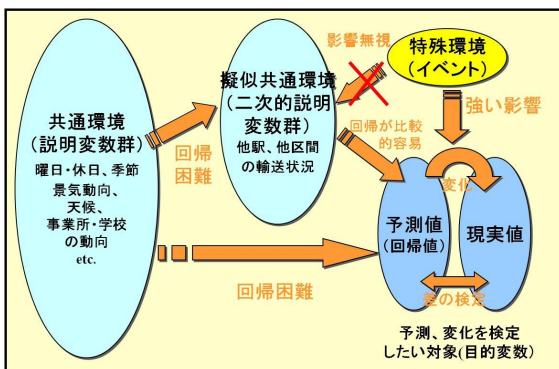 共通環境
(説明変数群)
曜日・休日、季節
景気動向、
天候、
事業所・学校
の動向
etc.
回帰
困難
擬似共通環境
(二次的説明
変数群)
他駅、他区間
の輸送状況
影響無視
特殊環境
(イベント)
強い影響
回帰が比較
的容易
変化
予測値
(回帰値)
現実値
回帰困難
差の検定
予測、変化を検定
したい対象(目的変数)